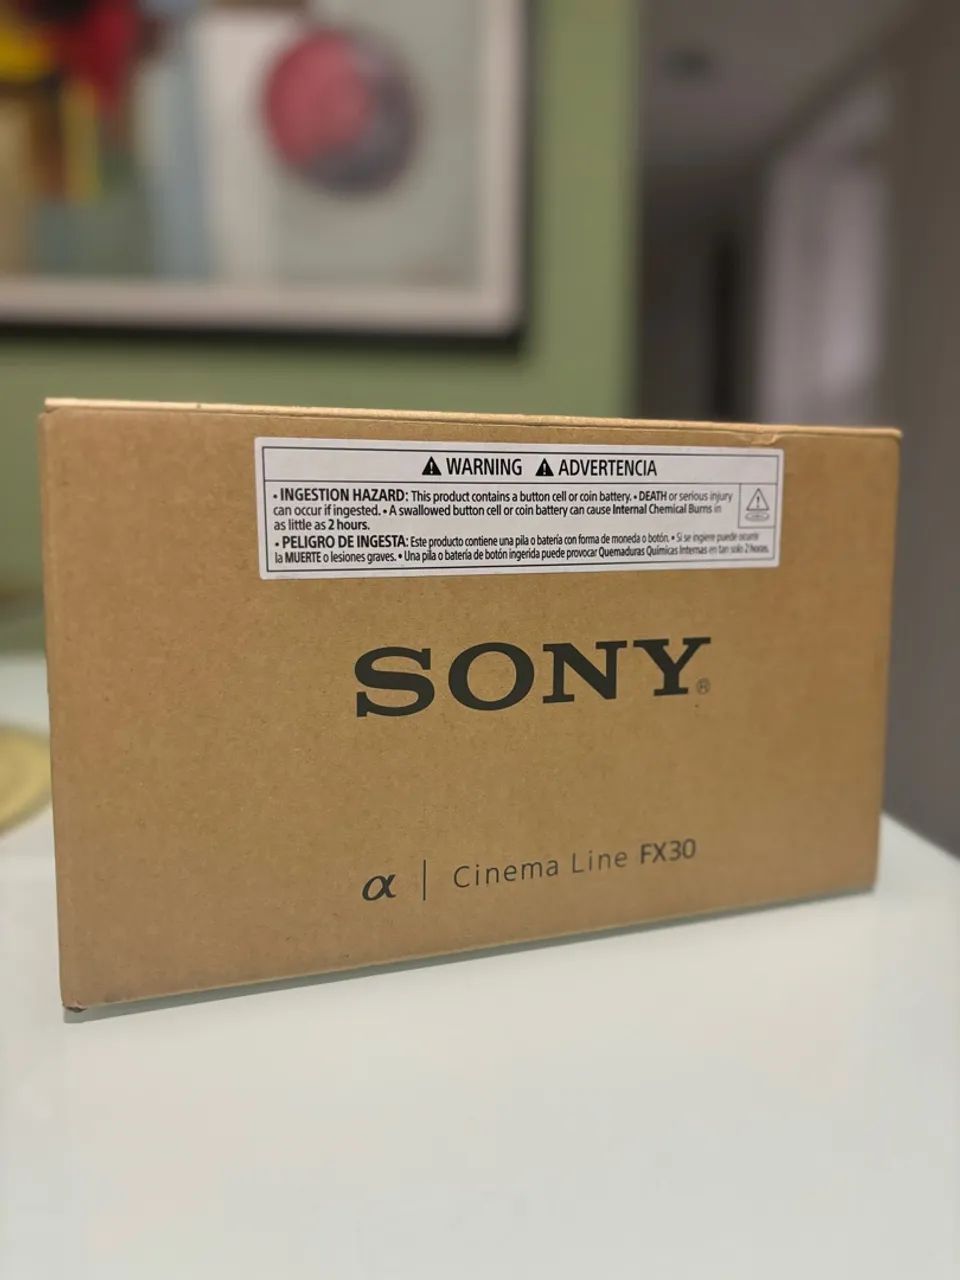 ⚠ WARNING ⚠ ADVERTENCIA
• INGESTION HAZARD: This product contains a button cell or coin battery. • DEATH or serious injury
can occur if ingested. • A swallowed button cell or coin battery can cause Internal Chemical Burns in
as little as 2 hours.
• PELIGRO DE INGESTA: Este producto contiene una pila o batería con forma de moneda o botón. • Si se ingiere puede ocurrir
la MUERTE o lesiones graves. • Una pila o batería de botón ingerida puede provocar Quemaduras Químicas Internas en tan solo 2 horas.
SONY®
α | Cinema Line FX30